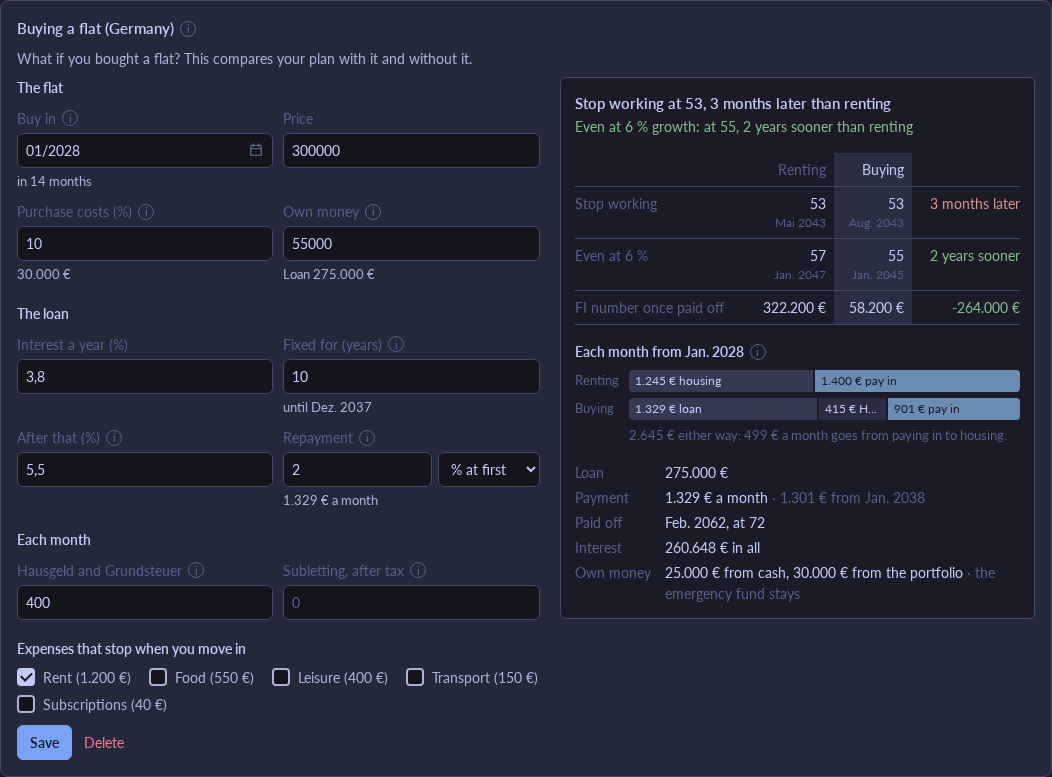 Buying a flat (Germany)
What if you bought a flat? This compares your plan with it and without it.
The flat
Buy in
Price
01/2028
300000
in 14 months
Purchase costs (%)
Own money
10
55000
30.000 €
Loan 275.000 €
The loan
Interest a year (%)
Fixed for (years)
3,8
10
until Dez. 2037
After that (%)
Repayment
5,5
2
% at first
1.329 € a month
Each month
Hausgeld and Grundsteuer
Subletting, after tax
400
0
Expenses that stop when you move in
Rent (1.200 €)
Food (550 €)
Leisure (400 €)
Transport (150 €)
Subscriptions (40 €)
Save
Delete
Stop working at 53, 3 months later than renting
Even at 6 % growth: at 55, 2 years sooner than renting
Renting
Buying
Stop working
53
53
3 months later
Mai 2043
Aug. 2043
Even at 6 %
57
55
2 years sooner
Jan. 2047
Jan. 2045
FI number once paid off
322.200 €
58.200 €
-264.000 €
Each month from Jan. 2028
Renting
1.245 € housing
1.400 € pay in
Buying
1.329 € loan
415 € H…
901 € pay in
2.645 € either way: 499 € a month goes from paying in to housing.
Loan
275.000 €
Payment
1.329 € a month · 1.301 € from Jan. 2038
Paid off
Feb. 2062, at 72
Interest
260.648 € in all
Own money
25.000 € from cash, 30.000 € from the portfolio · the
emergency fund stays